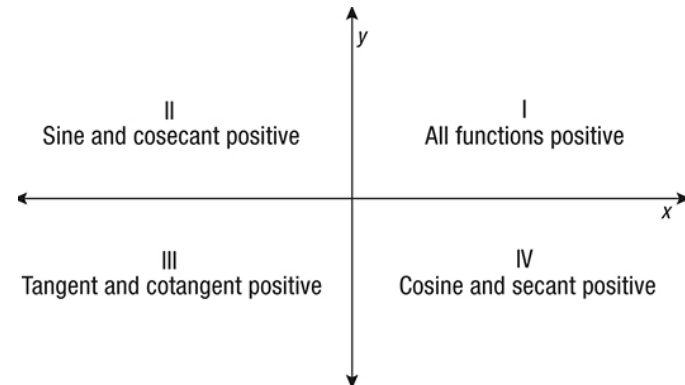 y
II
Sine and cosecant positive
I
All functions positive
x
III
Tangent and cotangent positive
IV
Cosine and secant positive